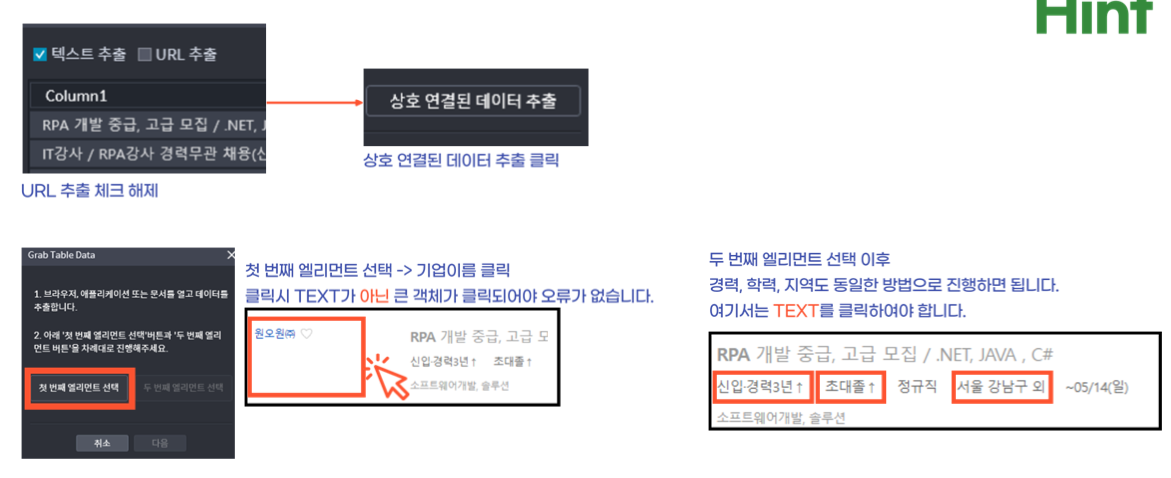 Hint
텍스트 추출 URL 추출
Column1
RPA 개발 중급, 고급 모집 / .NET, J
IT강사 / RPA강사 경력무관 채용(신
상호 연결된 데이터 추출
상호 연결된 데이터 추출 클릭
URL 추출 체크 해제
Grab Table Data X
1. 브라우저, 애플리케이션 또는 문서를 열고 데이터를
추출합니다.
2. 아래 '첫 번째 엘리먼트 선택'버튼과 '두 번째 엘리
먼트 버튼'을 차례대로 진행해주세요.
첫 번째 엘리먼트 선택 두 번째 엘리먼트 선택
취소 다음
첫 번째 엘리먼트 선택 -> 기업이름 클릭
클릭시 TEXT가 아닌 큰 객체가 클릭되어야 오류가 없습니다.
원오원㈜ ♡
RPA 개발 중급, 고급 모
신입·경력3년↑ 초대졸↑
소프트웨어개발, 솔루션
두 번째 엘리먼트 선택 이후
경력, 학력, 지역도 동일한 방법으로 진행하면 됩니다.
여기서는 TEXT를 클릭하여야 합니다.
RPA 개발 중급, 고급 모집 / .NET, JAVA , C#
신입·경력3년↑ 초대졸↑ 정규직 서울 강남구 외 ~05/14(일)
소프트웨어개발, 솔루션